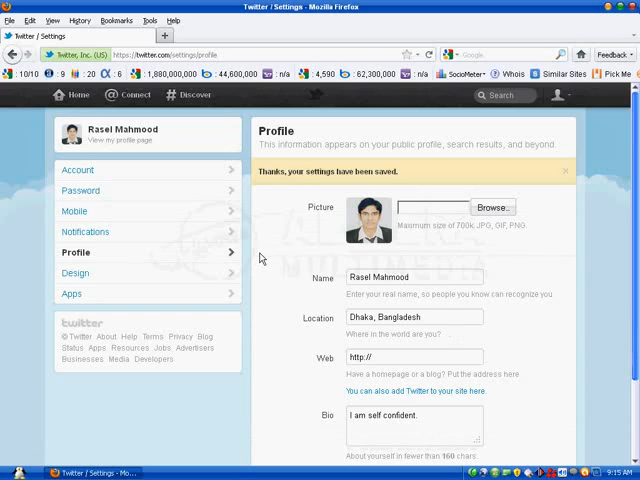 Twitter / Settings - Mozilla Firefox
File Edit View History Bookmarks Tools Help
Twitter / Settings
Twitter, Inc. (US) https://twitter.com/settings/profile Google Feedback
: 10/10 : 9 : 20 : 6 : 1,880,000,000 : 44,600,000 : n/a : 4,590 : 62,300,000 : n/a SocioMeter Whois Similar Sites Pick Me
Home Connect Discover Search
Rasel Mahmood
View my profile page
Account
Password
Mobile
Notifications
Profile
Design
Apps
twitter
© Twitter About Help Terms Privacy Blog
Status Apps Resources Jobs Advertisers
Businesses Media Developers
Profile
This information appears on your public profile, search results, and beyond.
Thanks, your settings have been saved.
Picture
Browse..
Maximum size of 700k. JPG, GIF, PNG.
MULTIMEDIA
Name Rasel Mahmood
Enter your real name, so people you know can recognize you
Location Dhaka, Bangladesh
Where in the world are you?
Web http://
Have a homepage or a blog? Put the address here
You can also add Twitter to your site here
Bio I am self confident.
About yourself in fewer than 160 chars.
Twitter / Settings - Mo... 9:15 AM